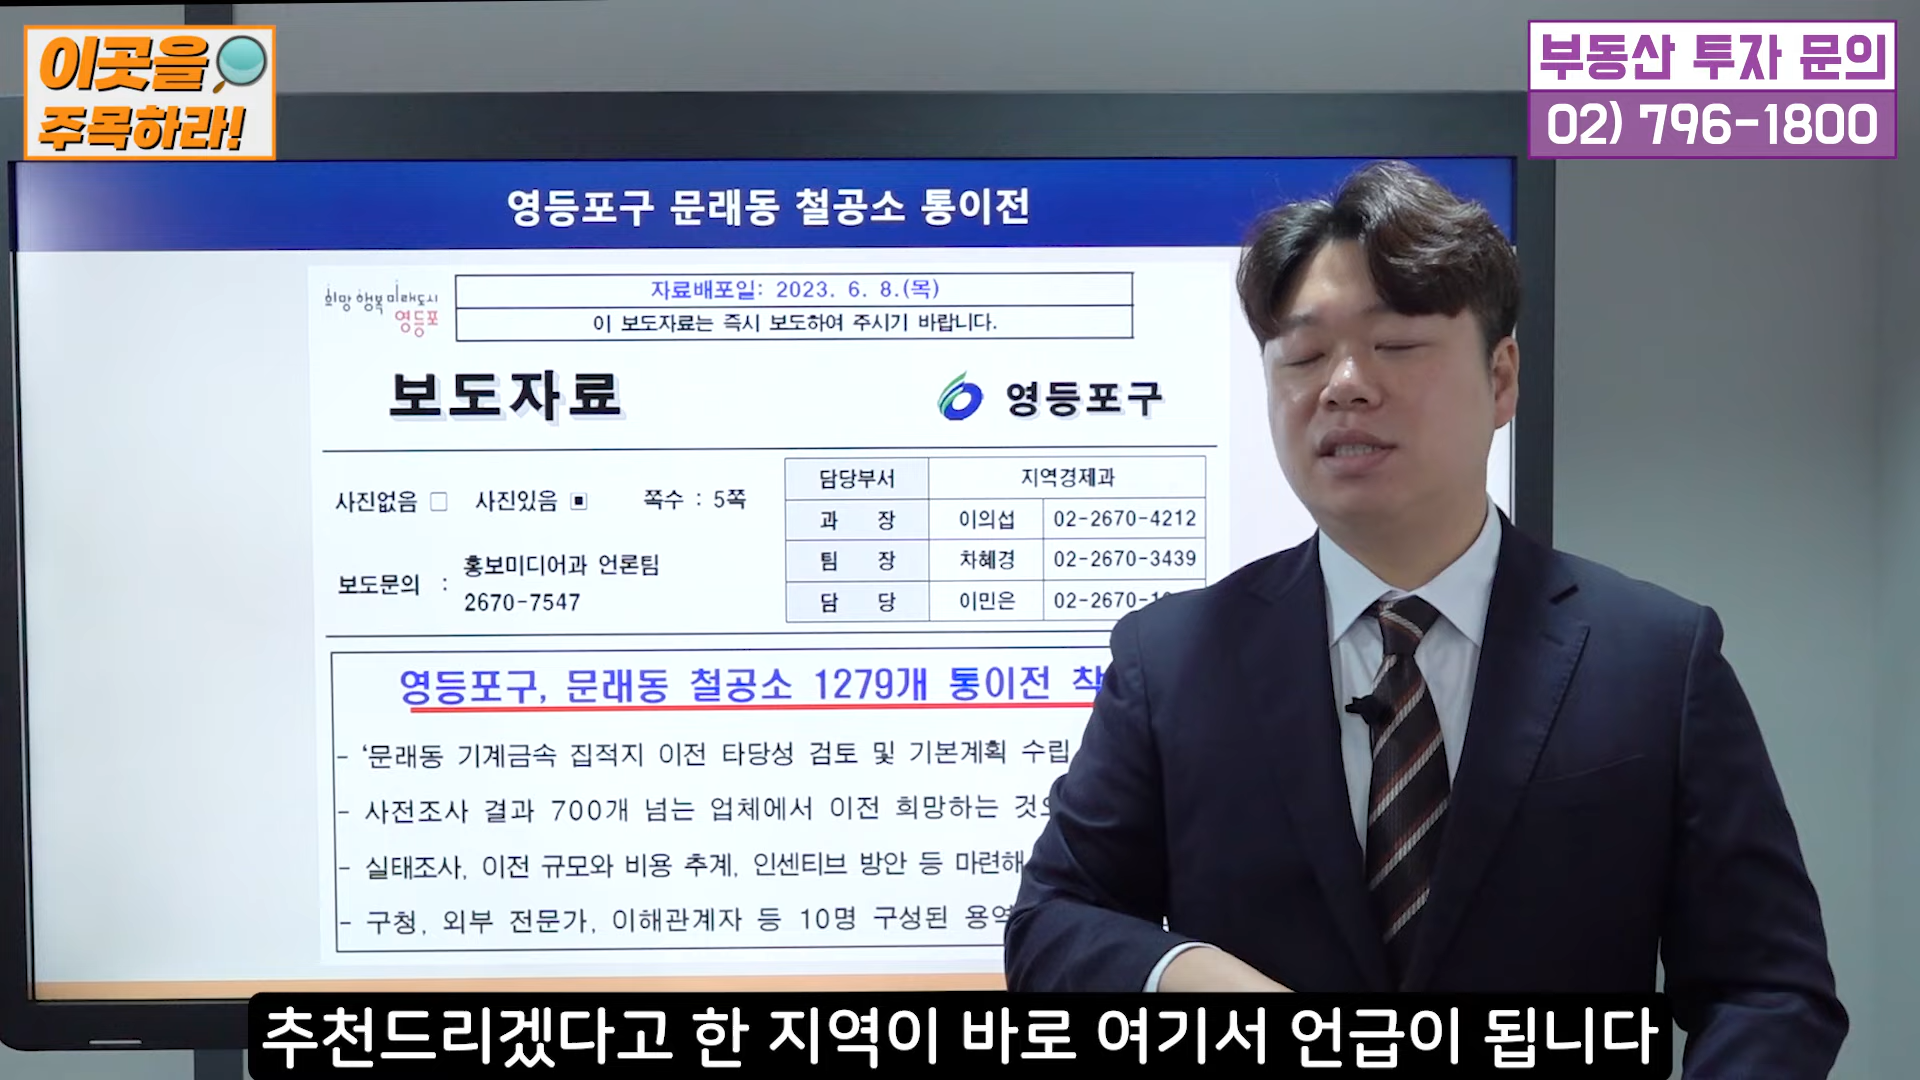 이곳을
주목하라!
부동산 투자 문의
02) 796-1800
영등포구 문래동 철공소 통이전
희망 행복 미래도시
영등포
자료배포일: 2023. 6. 8.(목)
이 보도자료는 즉시 보도하여 주시기 바랍니다.
보도자료
영등포구
사진없음 □ 사진있음 ▣ 쪽수 : 5쪽
보도문의 : 홍보미디어과 언론팀
2670-7547
담당부서 지역경제과
과 장 이의섭 02-2670-4212
팀 장 차혜경 02-2670-3439
담 당 이민은 02-2670-1
영등포구, 문래동 철공소 1279개 통이전 착
- ‘문래동 기계금속 집적지 이전 타당성 검토 및 기본계획 수립
- 사전조사 결과 700개 넘는 업체에서 이전 희망하는
- 실태조사, 이전 규모와 비용 추계, 인센티브 방안 등 마련해
- 구청, 외부 전문가, 이해관계자 등 10명 구성된 용역
추천드리겠다고 한 지역이 바로 여기서 언급이 됩니다